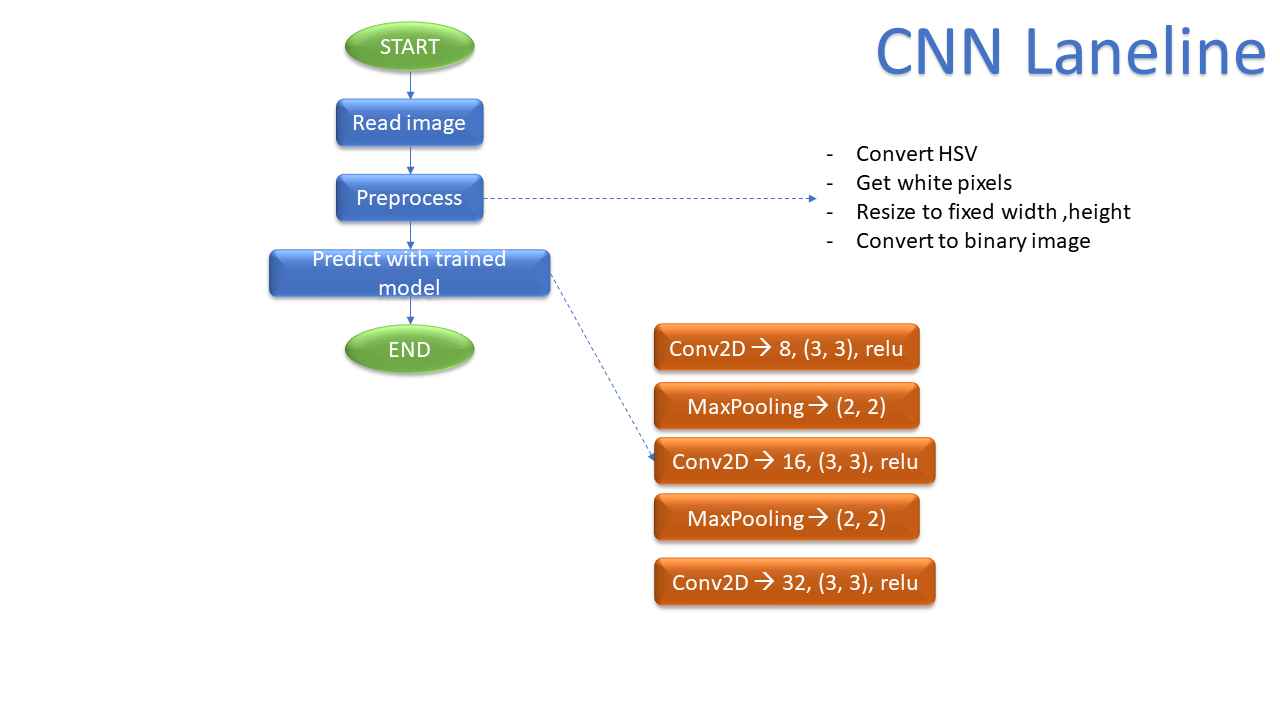 CNN Laneline
START
Read image
Preprocess
Predict with trained
model
END
- Convert HSV
- Get white pixels
- Resize to fixed width ,height
- Convert to binary image
Conv2D → 8, (3, 3), relu
MaxPooling → (2, 2)
Conv2D → 16, (3, 3), relu
MaxPooling → (2, 2)
Conv2D → 32, (3, 3), relu